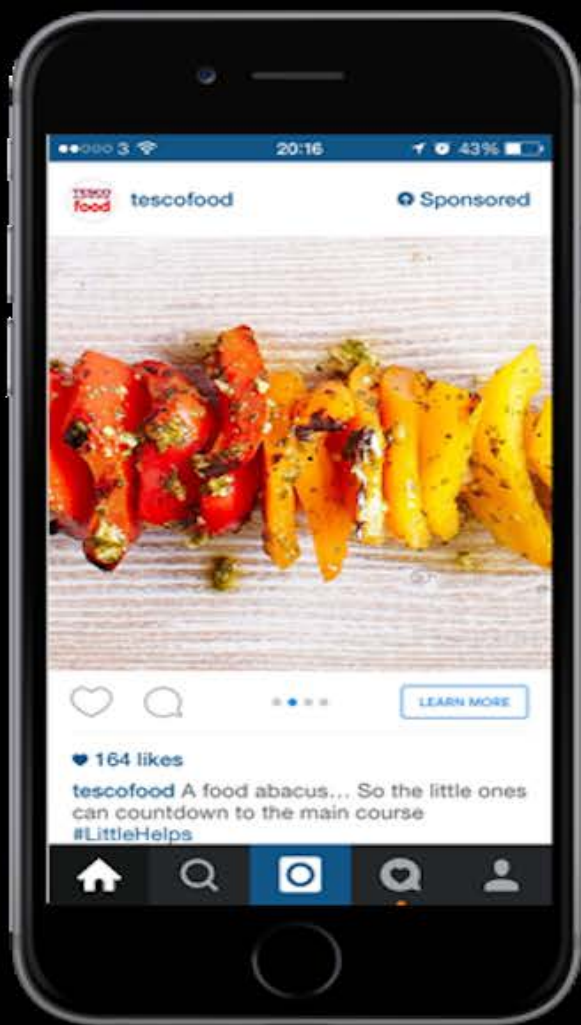 3 20:16 43%
TESCO
food tescofood Sponsored
LEARN MORE
164 likes
tescofood A food abacus... So the little ones
can countdown to the main course
#LittleHelps